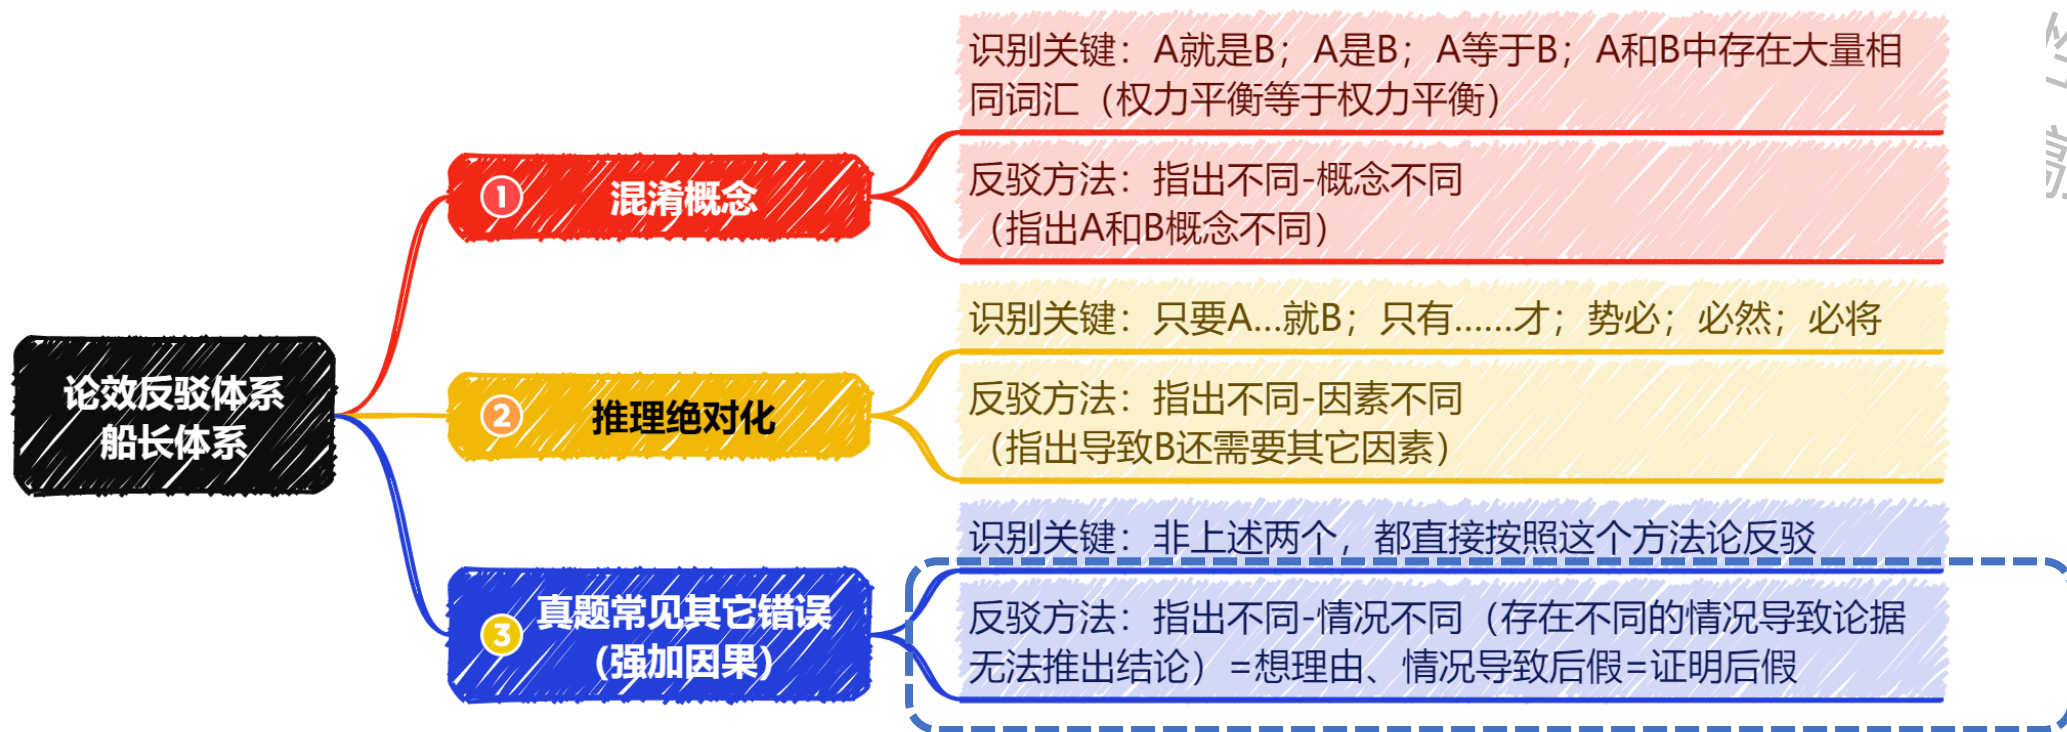 识别关键：A就是B；A是B；A等于B；A和B中存在大量相
同词汇（权力平衡等于权力平衡）
1 混淆概念
反驳方法：指出不同-概念不同
（指出A和B概念不同）
识别关键：只要A...就B；只有......才；势必；必然；必将
论效反驳体系
船长体系
2 推理绝对化
反驳方法：指出不同-因素不同
（指出导致B还需要其它因素）
识别关键：非上述两个，都直接按照这个方法论反驳
3 真题常见其它错误
(强加因果)
反驳方法：指出不同-情况不同（存在不同的情况导致论据
无法推出结论）=想理由、情况导致后假=证明后假